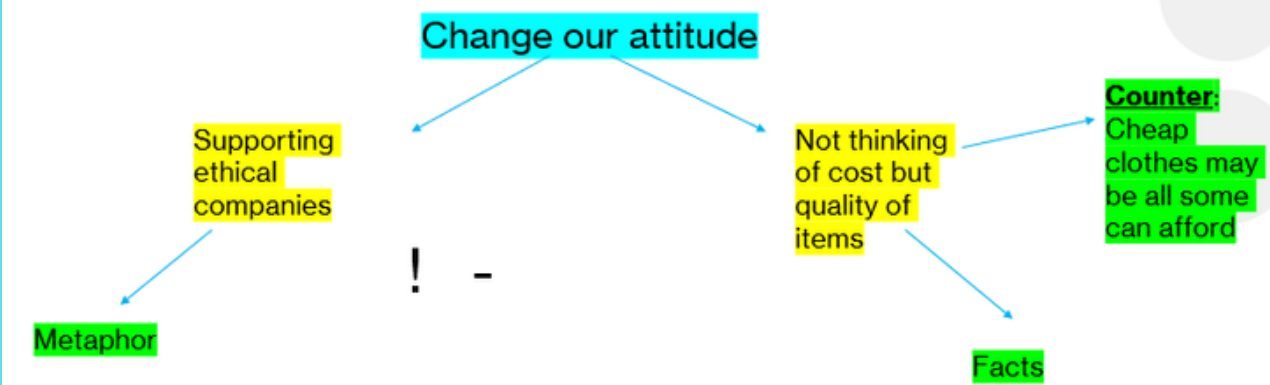 Change our attitude
Supporting
ethical
companies
Not thinking
of cost but
quality of
items
Counter:
Cheap
clothes may
be all some
can afford
! -
Metaphor
Facts